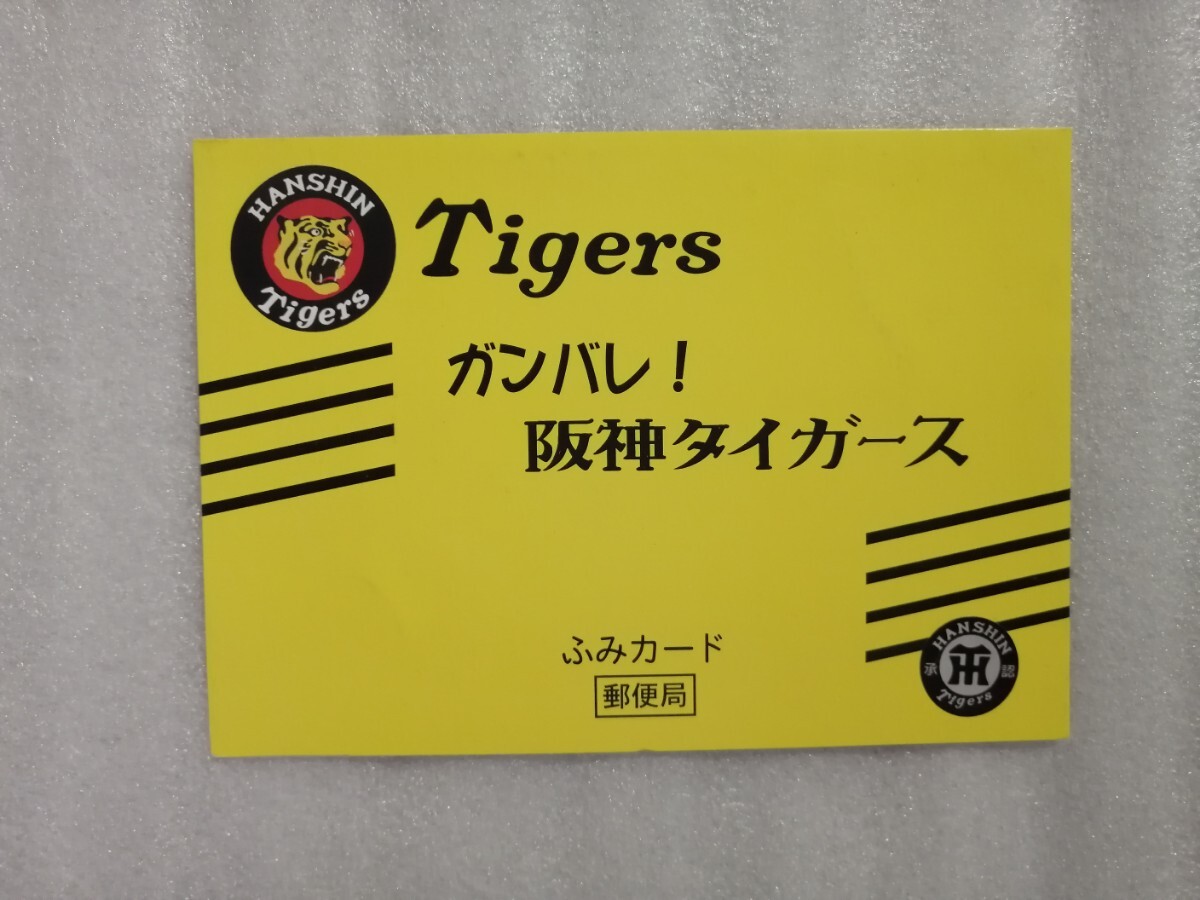 HANSHIN
Tigers
Tigers
ガンバレ!
阪神タイガース
ふみカード
郵便局
HANSHIN
承 認
Tigers